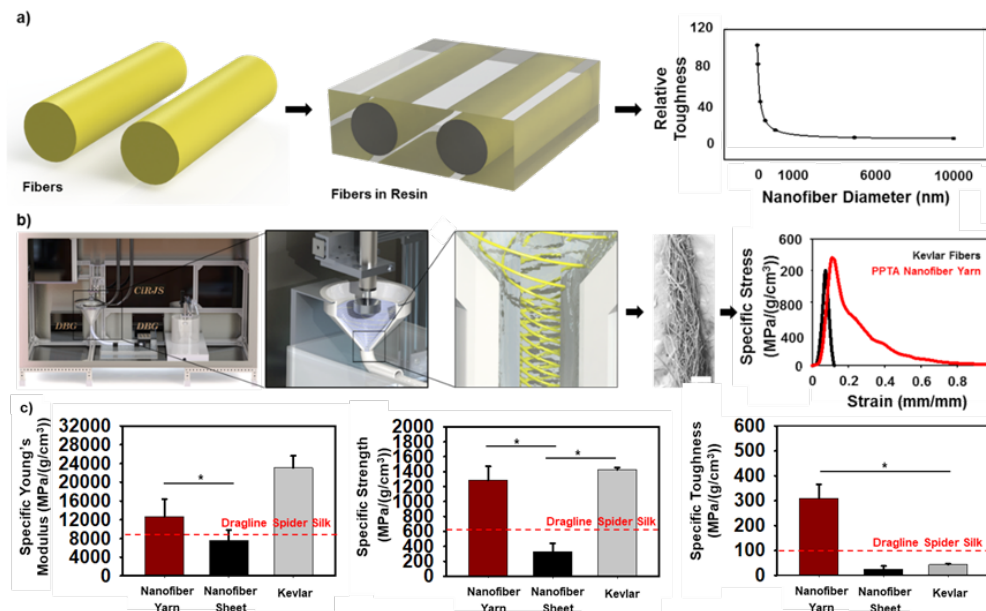 a)
Fibers
Fibers in Resin
Relative
Toughness
120
80
40
0
0 1000 6000 10000
Nanofiber Diameter (nm)
b)
CiRJS
DBG
DBG
Specific Stress
(MPa/(g/cm³))
600
200
800
400
0
Kevlar Fibers
PPTA Nanofiber Yarn
0 0.2 0.4 0.6 0.8
Strain (mm/mm)
c)
Specific Young's
Modulus (MPa/(g/cm³))
32000
28000
24000
20000
16000
12000
8000
4000
0
*
Dragline Spider Silk
Nanofiber
Yarn
Nanofiber
Sheet
Kevlar
Specific Strength
(MPa/(g/cm³))
2000
1800
1600
1400
1200
1000
800
600
400
200
0
*
*
Dragline Spider Silk
Nanofiber
Yarn
Nanofiber
Sheet
Kevlar
Specific Toughness
(MPa/(g/cm³))
600
500
400
300
200
100
0
*
Dragline Spider Silk
Nanofiber
Yarn
Nanofiber
Sheet
Kevlar